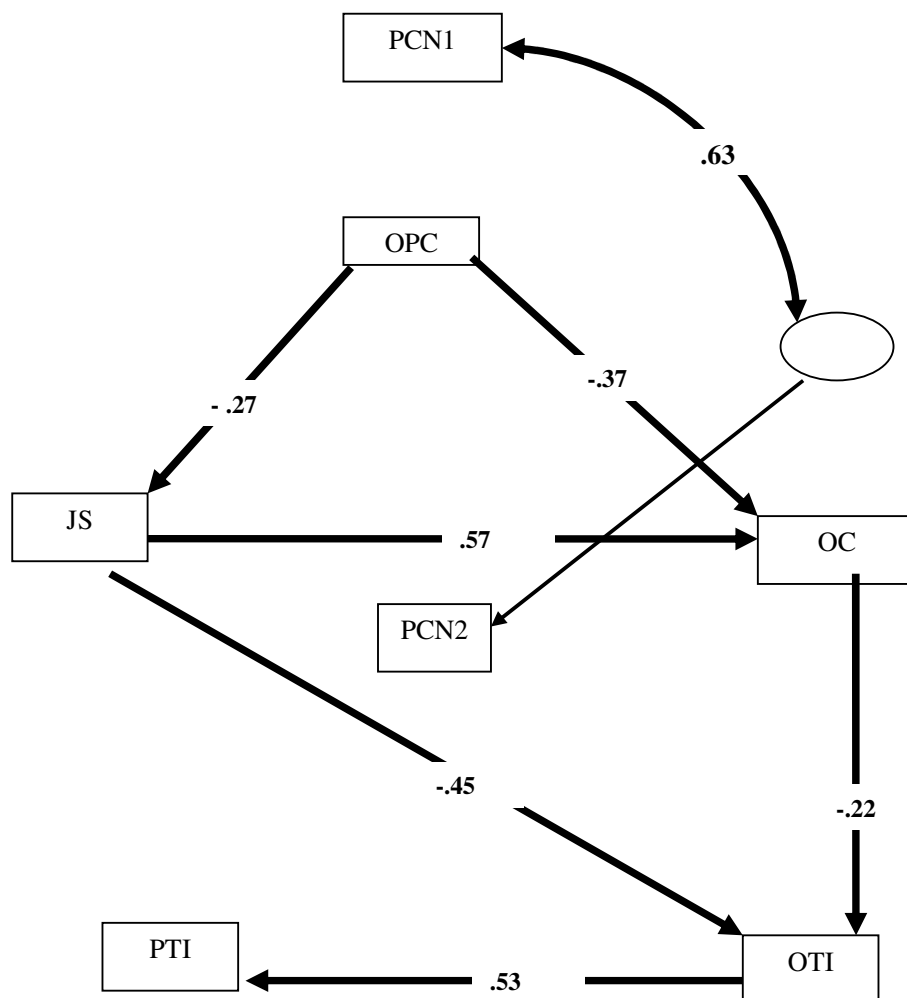 PCN1
.63
OPC
-.37
- .27
JS
.57
OC
PCN2
-.45
-.22
PTI
OTI
.53